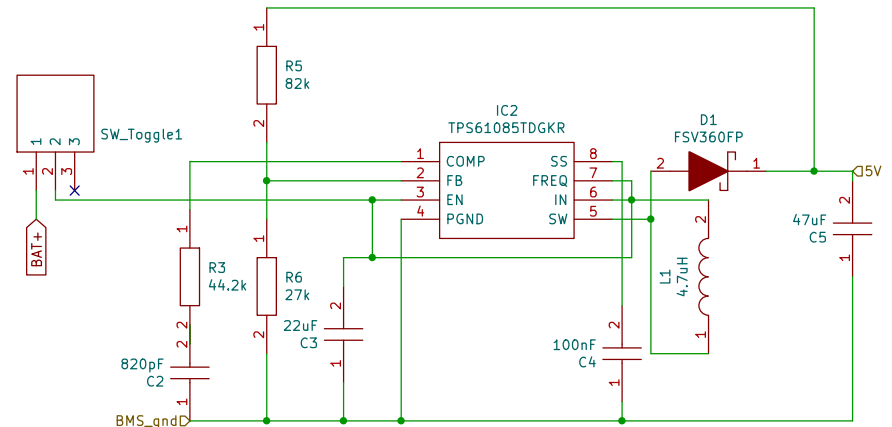 1
R5
82k
2
SW_Toggle1
1 2 3
1 2 3
BAT+
IC2
TPS61085TDGKR
1 COMP
2 FB
3 EN
4 PGND
SS 8
FREQ 7
IN 6
SW 5
D1
FSV360FP
2 1
5V
2
47uF
C5
1
2
L1
4.7uH
1
1
R3
44.2k
2
1
R6
27k
2
2
22uF
C3
1
2
100nF
C4
1
2
820pF
C2
1
BMS_gnd